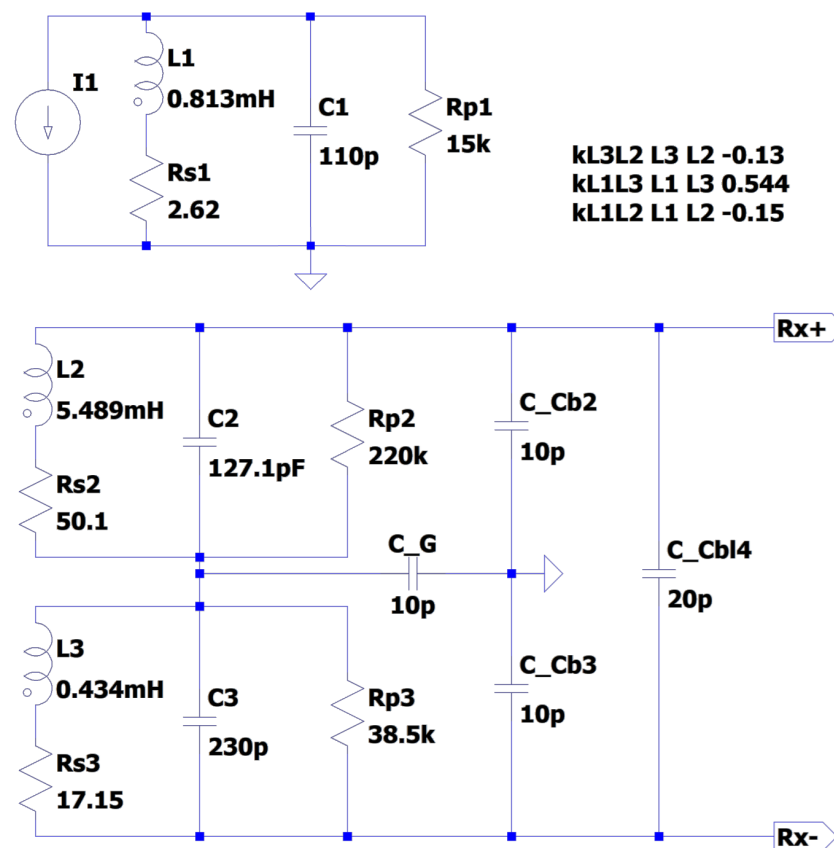 I1
L1
0.813mH
Rs1
2.62
C1
110p
Rp1
15k
kL3L2 L3 L2 -0.13
kL1L3 L1 L3 0.544
kL1L2 L1 L2 -0.15
L2
5.489mH
Rs2
50.1
C2
127.1pF
Rp2
220k
C_Cb2
10p
Rx+
C_G
10p
C_Cbl4
20p
L3
0.434mH
Rs3
17.15
C3
230p
Rp3
38.5k
C_Cb3
10p
Rx-